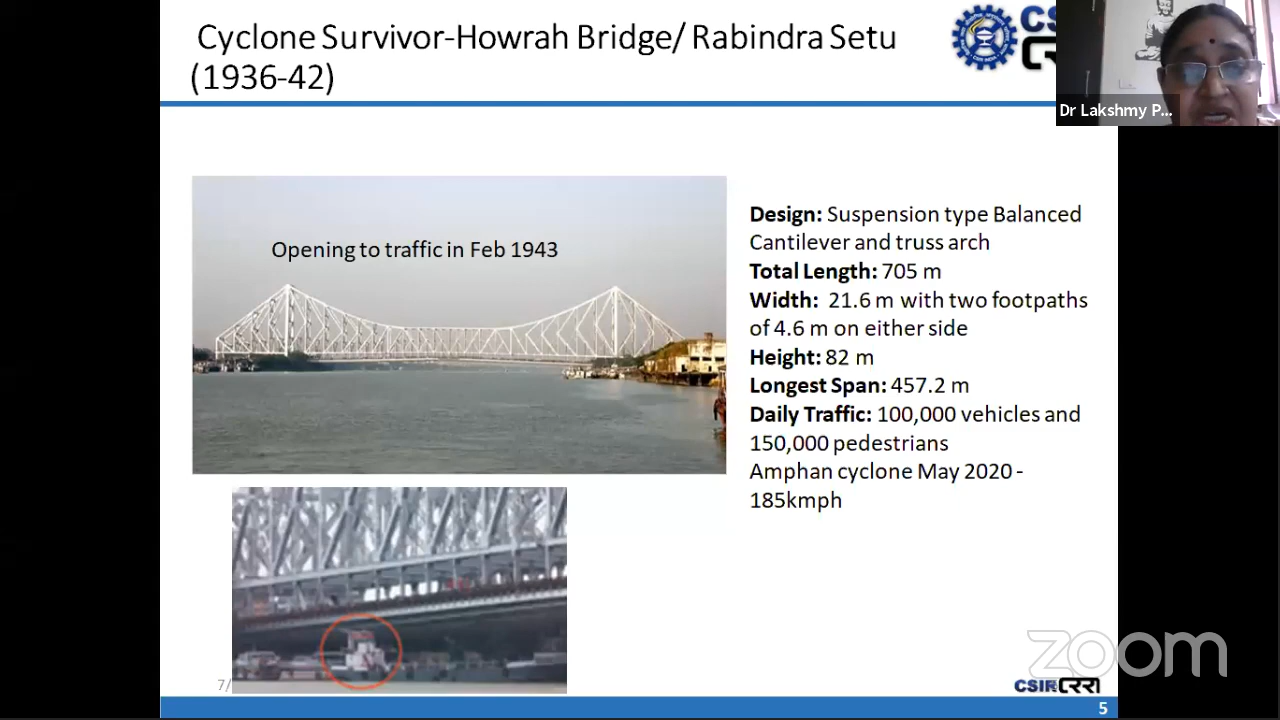 Cyclone Survivor-Howrah Bridge/ Rabindra Setu
(1936-42)
Dr Lakshmy P...
Opening to traffic in Feb 1943
Design: Suspension type Balanced
Cantilever and truss arch
Total Length: 705 m
Width: 21.6 m with two footpaths
of 4.6 m on either side
Height: 82 m
Longest Span: 457.2 m
Daily Traffic: 100,000 vehicles and
150,000 pedestrians
Amphan cyclone May 2020 -
185kmph
zoom
7/
CSIR CRRI
5